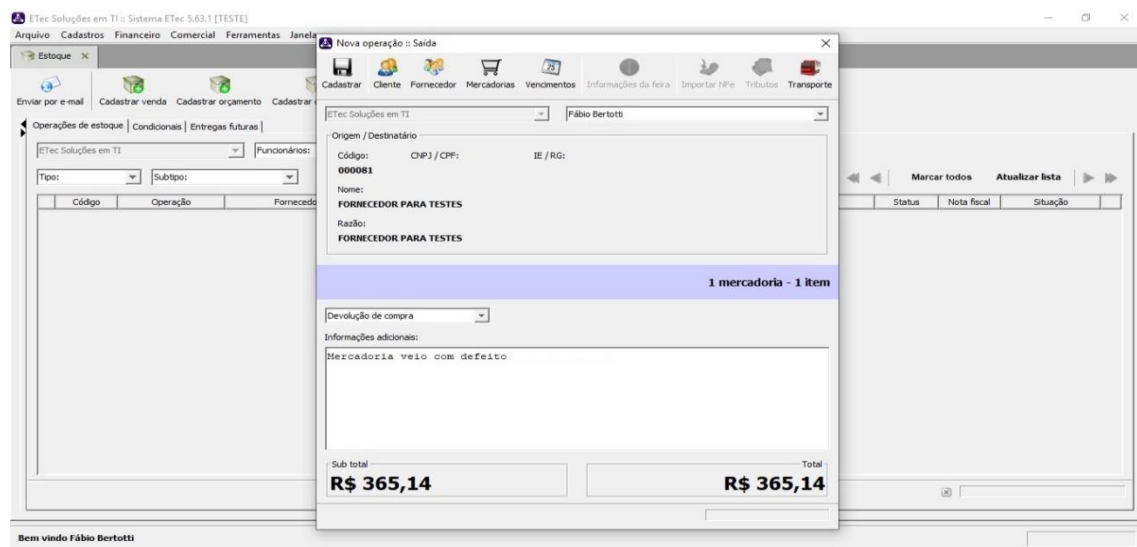 ETec Soluções em TI :: Sistema ETec 5.63.1 [TESTE]
Arquivo Cadastros Financeiro Comercial Ferramentas Janela
Estoque
Enviar por e-mail Cadastrar venda Cadastrar orçamento Cadastrar
Operações de estoque Condicionais Entregas futuras
ETec Soluções em TI Funcionários:
Tipo: Subtipo: Marcar todos Atualizar lista
Código Operação Fornecedo Status Nota fiscal Situação
Nova operação :: Saída
Cadastrar Cliente Fornecedor Mercadorias Vencimentos Informações da feira Importar NFe Tributos Transporte
ETec Soluções em TI Fábio Bertotti
Origem / Destinatário
Código: CNPJ / CPF: IE / RG:
000081
Nome:
FORNECEDOR PARA TESTES
Razão:
FORNECEDOR PARA TESTES
1 mercadoria - 1 item
Devolução de compra
Informações adicionais:
Mercadoria veio com defeito
Sub total Total
R$ 365,14 R$ 365,14
Bem vindo Fábio Bertotti